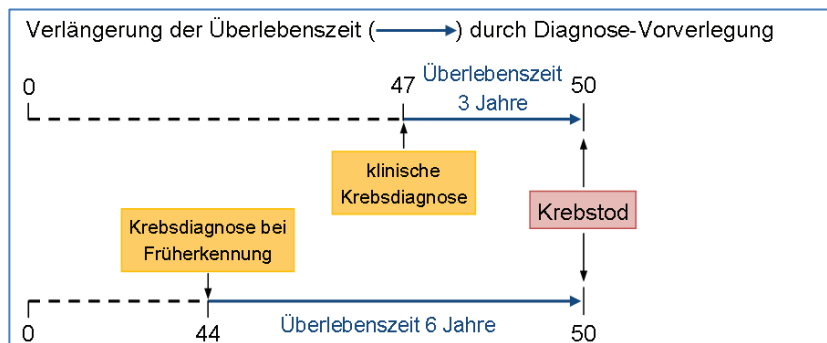 Verlängerung der Überlebenszeit (⟶) durch Diagnose-Vorverlegung
0
47
Überlebenszeit
3 Jahre
50
klinische
Krebsdiagnose
Krebstod
Krebsdiagnose bei
Früherkennung
0
44
Überlebenszeit 6 Jahre
50